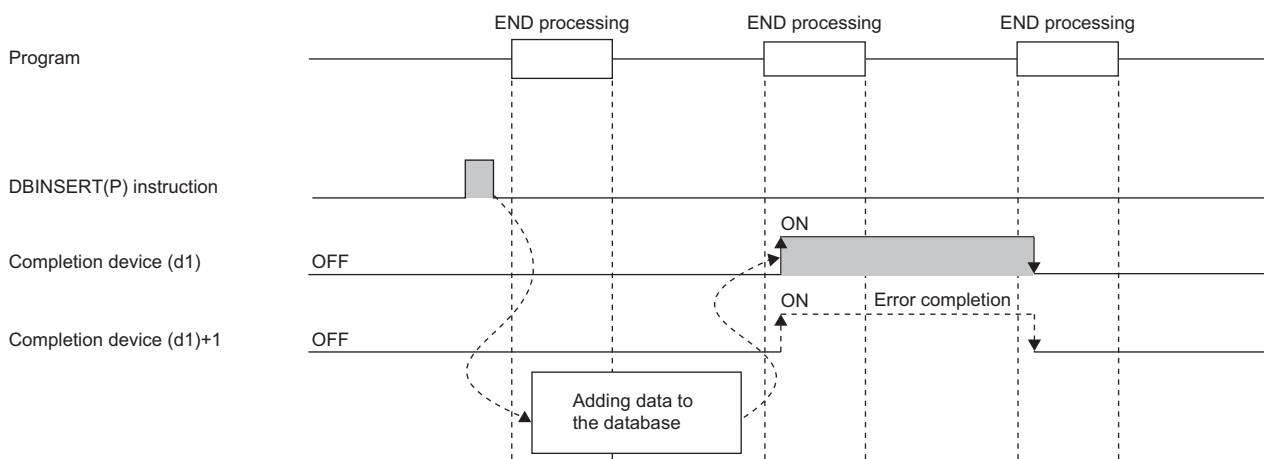 END processing
END processing
END processing
Program
DBINSERT(P) instruction
ON
Completion device (d1)
OFF
ON
Error completion
Completion device (d1)+1
OFF
Adding data to
the database